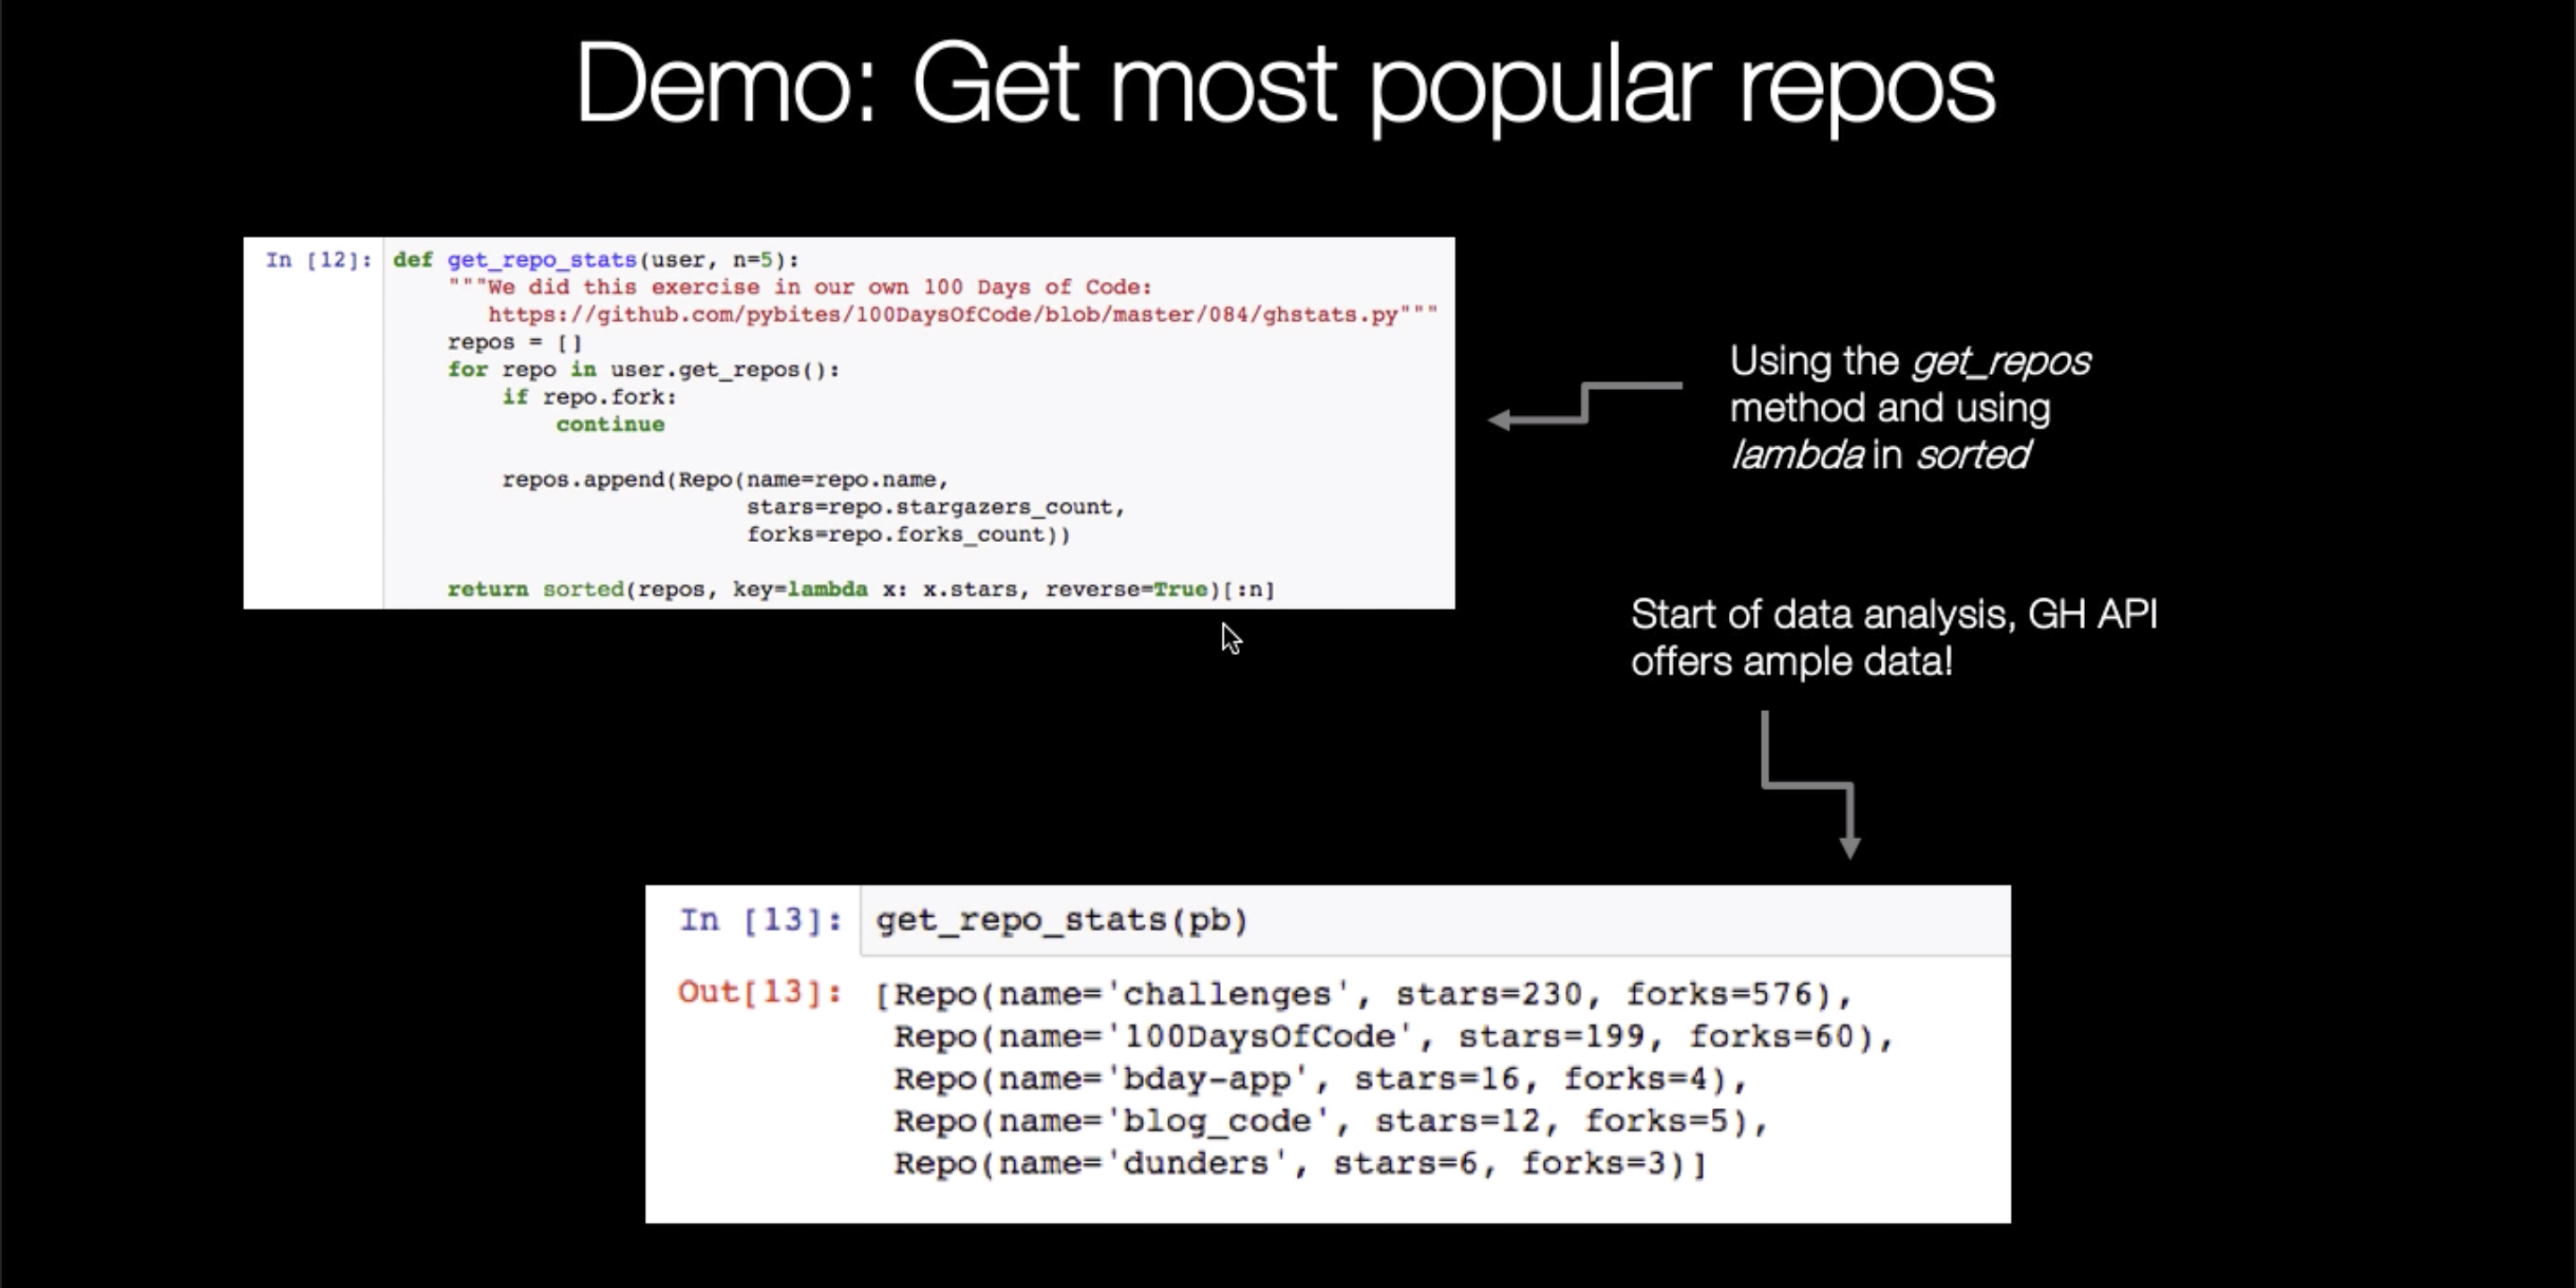 Demo: Get most popular repos
In [12]: def get_repo_stats(user, n=5):
"""We did this exercise in our own 100 Days of Code:
https://github.com/pybites/100DaysOfCode/blob/master/084/ghstats.py"""
repos = []
for repo in user.get_repos():
if repo.fork:
continue
repos.append(Repo(name=repo.name,
stars=repo.stargazers_count,
forks=repo.forks_count))
return sorted(repos, key=lambda x: x.stars, reverse=True)[:n]
Using the get_repos
method and using
lambda in sorted
Start of data analysis, GH API
offers ample data!
In [13]: get_repo_stats(pb)
Out[13]: [Repo(name='challenges', stars=230, forks=576),
Repo(name='100DaysOfCode', stars=199, forks=60),
Repo(name='bday-app', stars=16, forks=4),
Repo(name='blog_code', stars=12, forks=5),
Repo(name='dunders', stars=6, forks=3)]